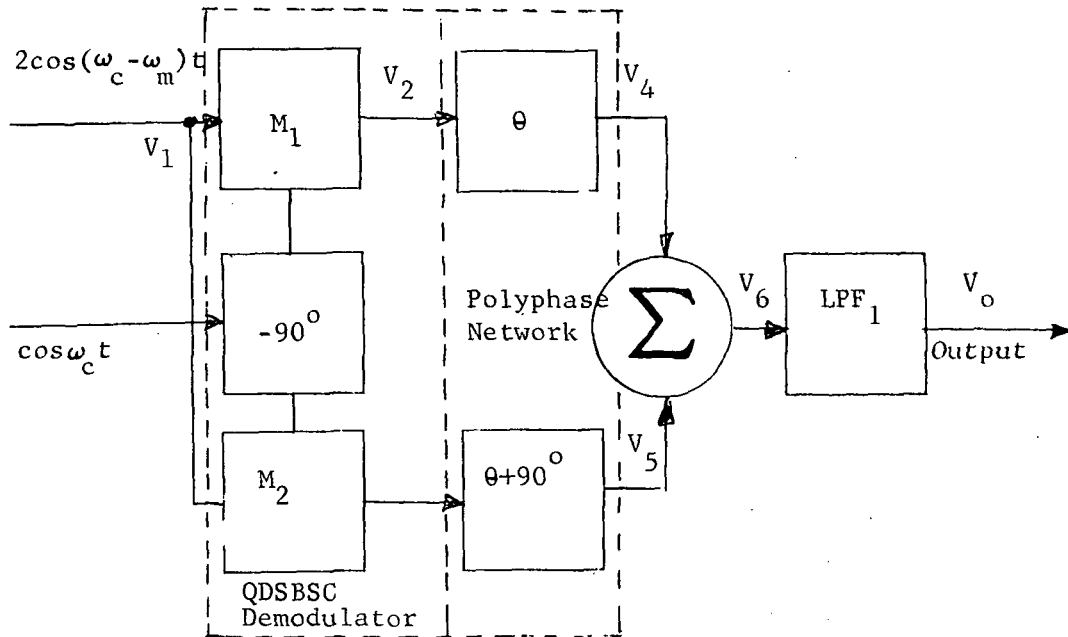 2cos(ω_c-ω_m)t
V_1
M_1
V_2
θ
V_4
-90°
cosω_c t
Polyphase
Network
Σ
V_6
LPF_1
V_o
Output
M_2
θ+90°
V_5
QDSBSC
Demodulator